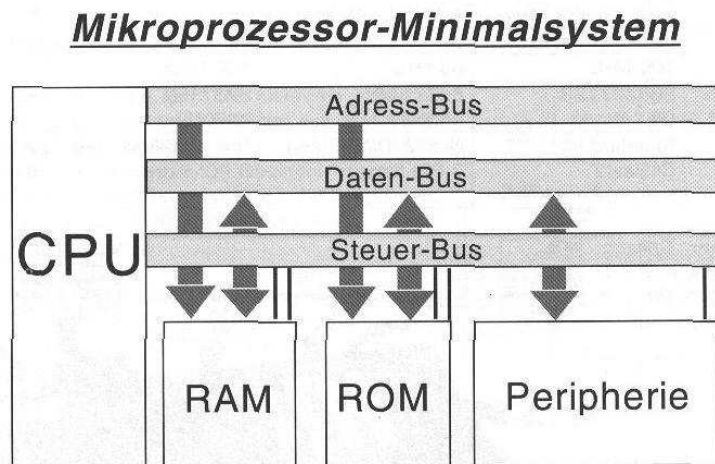 Mikroprozessor-Minimalsystem
Adress-Bus
Daten-Bus
CPU
Steuer-Bus
RAM
ROM
Peripherie